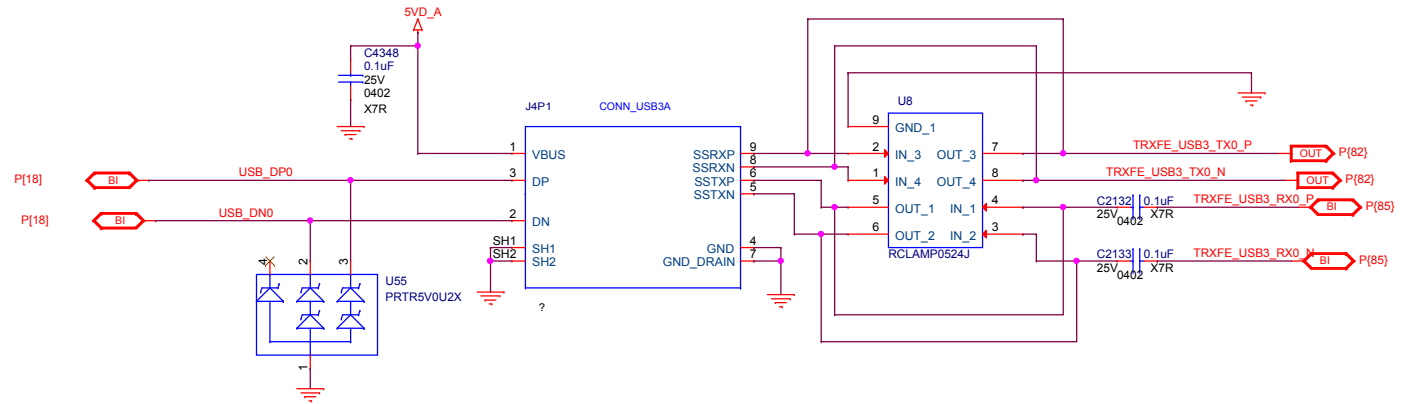 5VD_A
C4348
0.1uF
25V
0402
X7R
J4P1
CONN_USB3A
U8
1
VBUS
3
DP
2
DN
SH1
SH1
SH2
SH2
SSRXP
9
SSRXN
8
SSTXP
6
SSTXN
5
GND
4
GND_DRAIN
7
?
9
GND_1
2
IN_3
1
IN_4
5
OUT_1
6
OUT_2
OUT_3
7
OUT_4
8
IN_1
4
IN_2
3
RCLAMP0524J
TRXFE_USB3_TX0_P
OUT
P{82}
TRXFE_USB3_TX0_N
OUT
P{82}
C2132
0.1uF
25V
0402
X7R
TRXFE_USB3_RX0_P
BI
P{85}
C2133
0.1uF
25V
0402
X7R
TRXFE_USB3_RX0_N
BI
P{85}
P[18]
BI
USB_DP0
P[18]
BI
USB_DN0
4
2
3
U55
PRTR5V0U2X
1